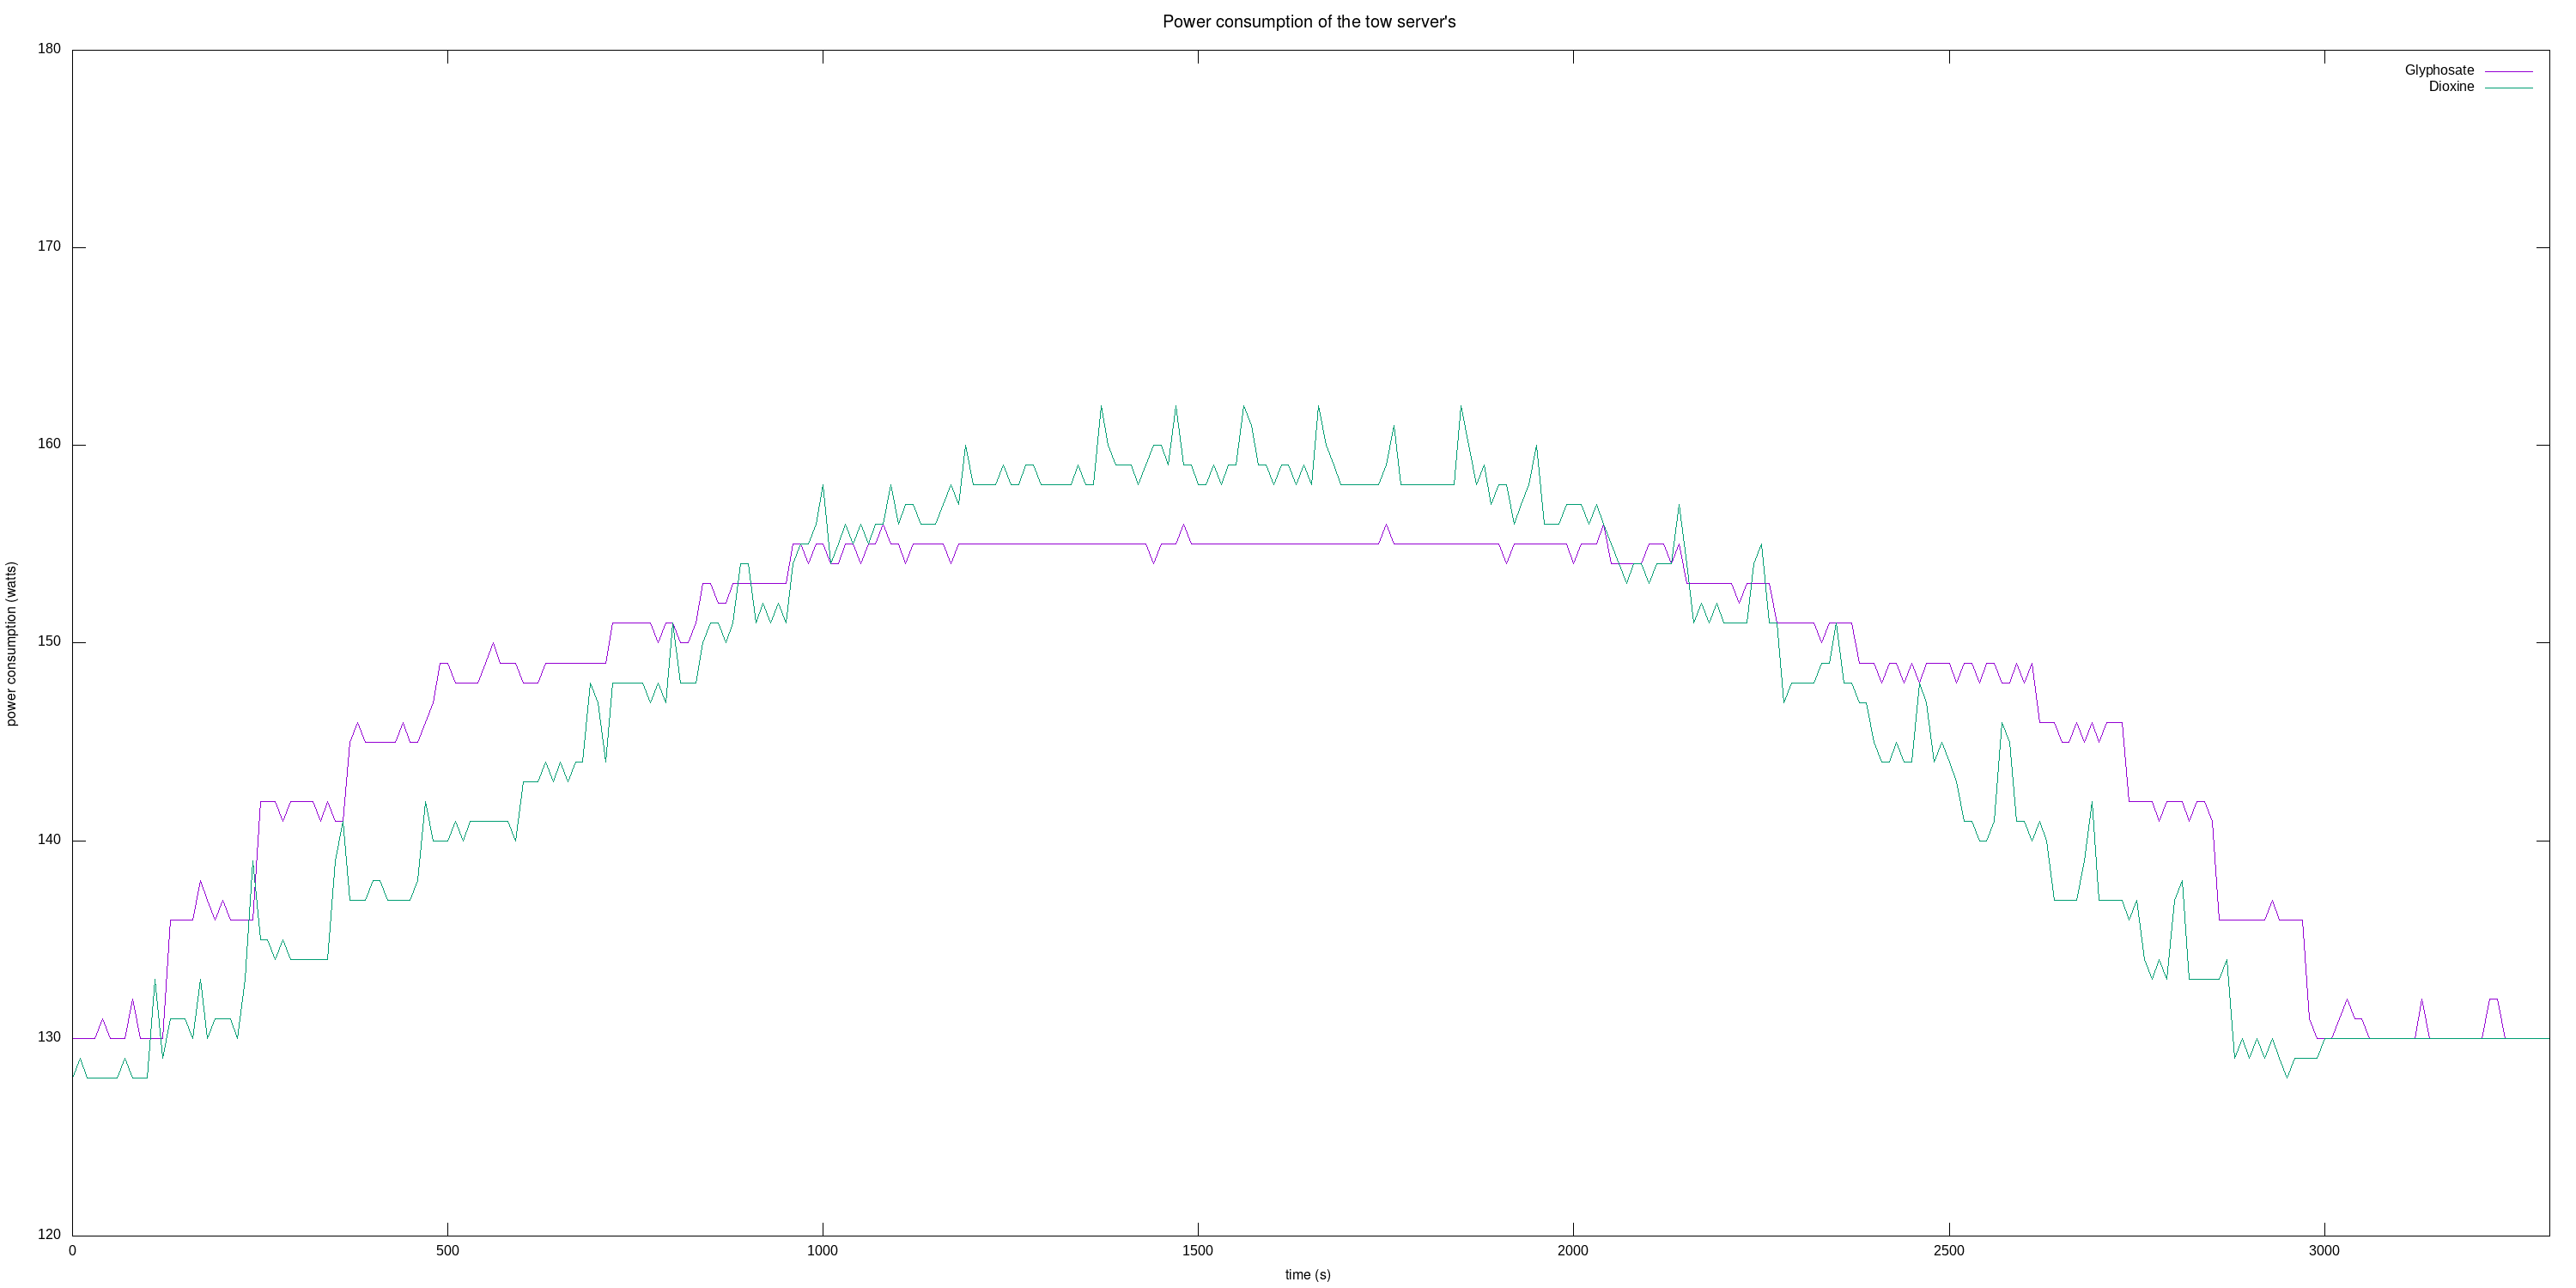 Power consumption of the tow server's
180
Glyphosate
Dioxine
170
160
150
140
130
120
power consumption (watts)
0 500 1000 1500 2000 2500 3000
time (s)